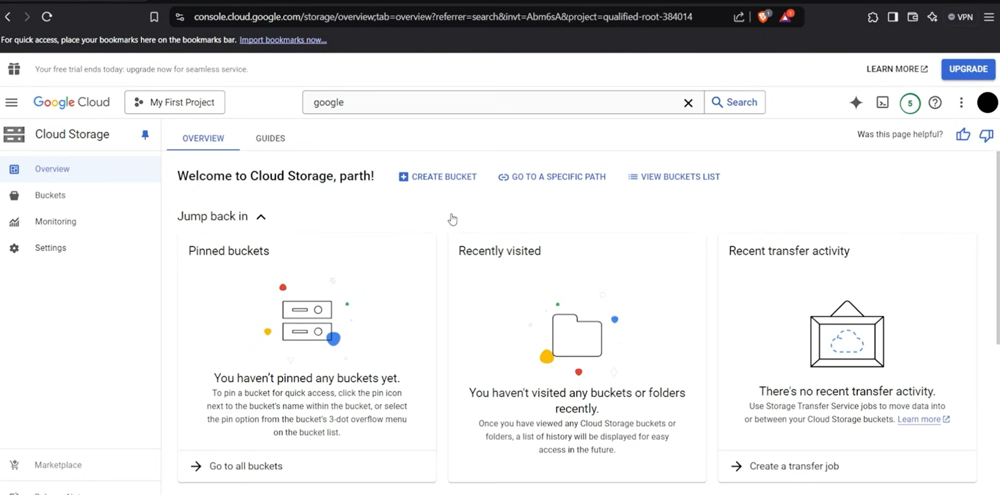 console.cloud.google.com/storage/overview;tab=overview?referrer=search&invt=Abm6sA&project=qualified-root-384014
1
1
VPN
For quick access, place your bookmarks here on the bookmarks bar. Import bookmarks now...
Your free trial ends today: upgrade now for seamless service.
LEARN MORE
UPGRADE
Google Cloud
My First Project
google
Search
5
Cloud Storage
OVERVIEW
GUIDES
Was this page helpful?
Overview
Buckets
Monitoring
Settings
Marketplace
Welcome to Cloud Storage, parth!
CREATE BUCKET
GO TO A SPECIFIC PATH
VIEW BUCKETS LIST
Jump back in
Pinned buckets
You haven't pinned any buckets yet.
To pin a bucket for quick access, click the pin icon
next to the bucket's name within the bucket, or select
the pin option from the bucket's 3-dot overflow menu
on the bucket list.
Go to all buckets
Recently visited
You haven't visited any buckets or folders
recently.
Once you have viewed any Cloud Storage buckets or
folders, a list of history will be displayed for easy
access in the future.
Recent transfer activity
There's no recent transfer activity.
Use Storage Transfer Service jobs to move data into
or between your Cloud Storage buckets. Learn more
Create a transfer job